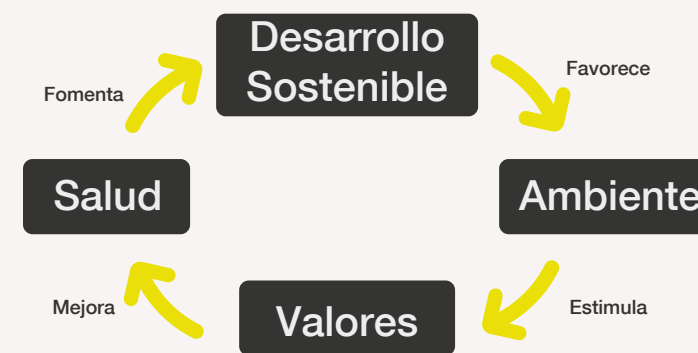 Desarrollo
Sostenible
Favorece
Fomenta
Salud
Ambiente
Mejora
Estimula
Valores